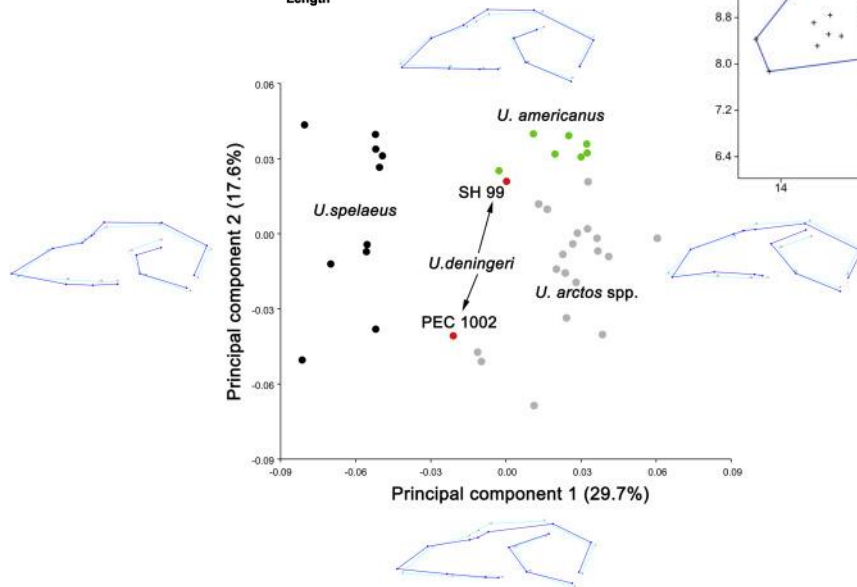 Length
8.8
8.0
7.2
6.4
14
0.06
0.03
0.00
-0.03
-0.06
-0.09
Principal component 2 (17.6%)
U. americanus
SH 99
U.spelaeus
U.deningeri
U. arctos spp.
PEC 1002
-0.09 -0.06 -0.03 0.00 0.03 0.06 0.09
Principal component 1 (29.7%)